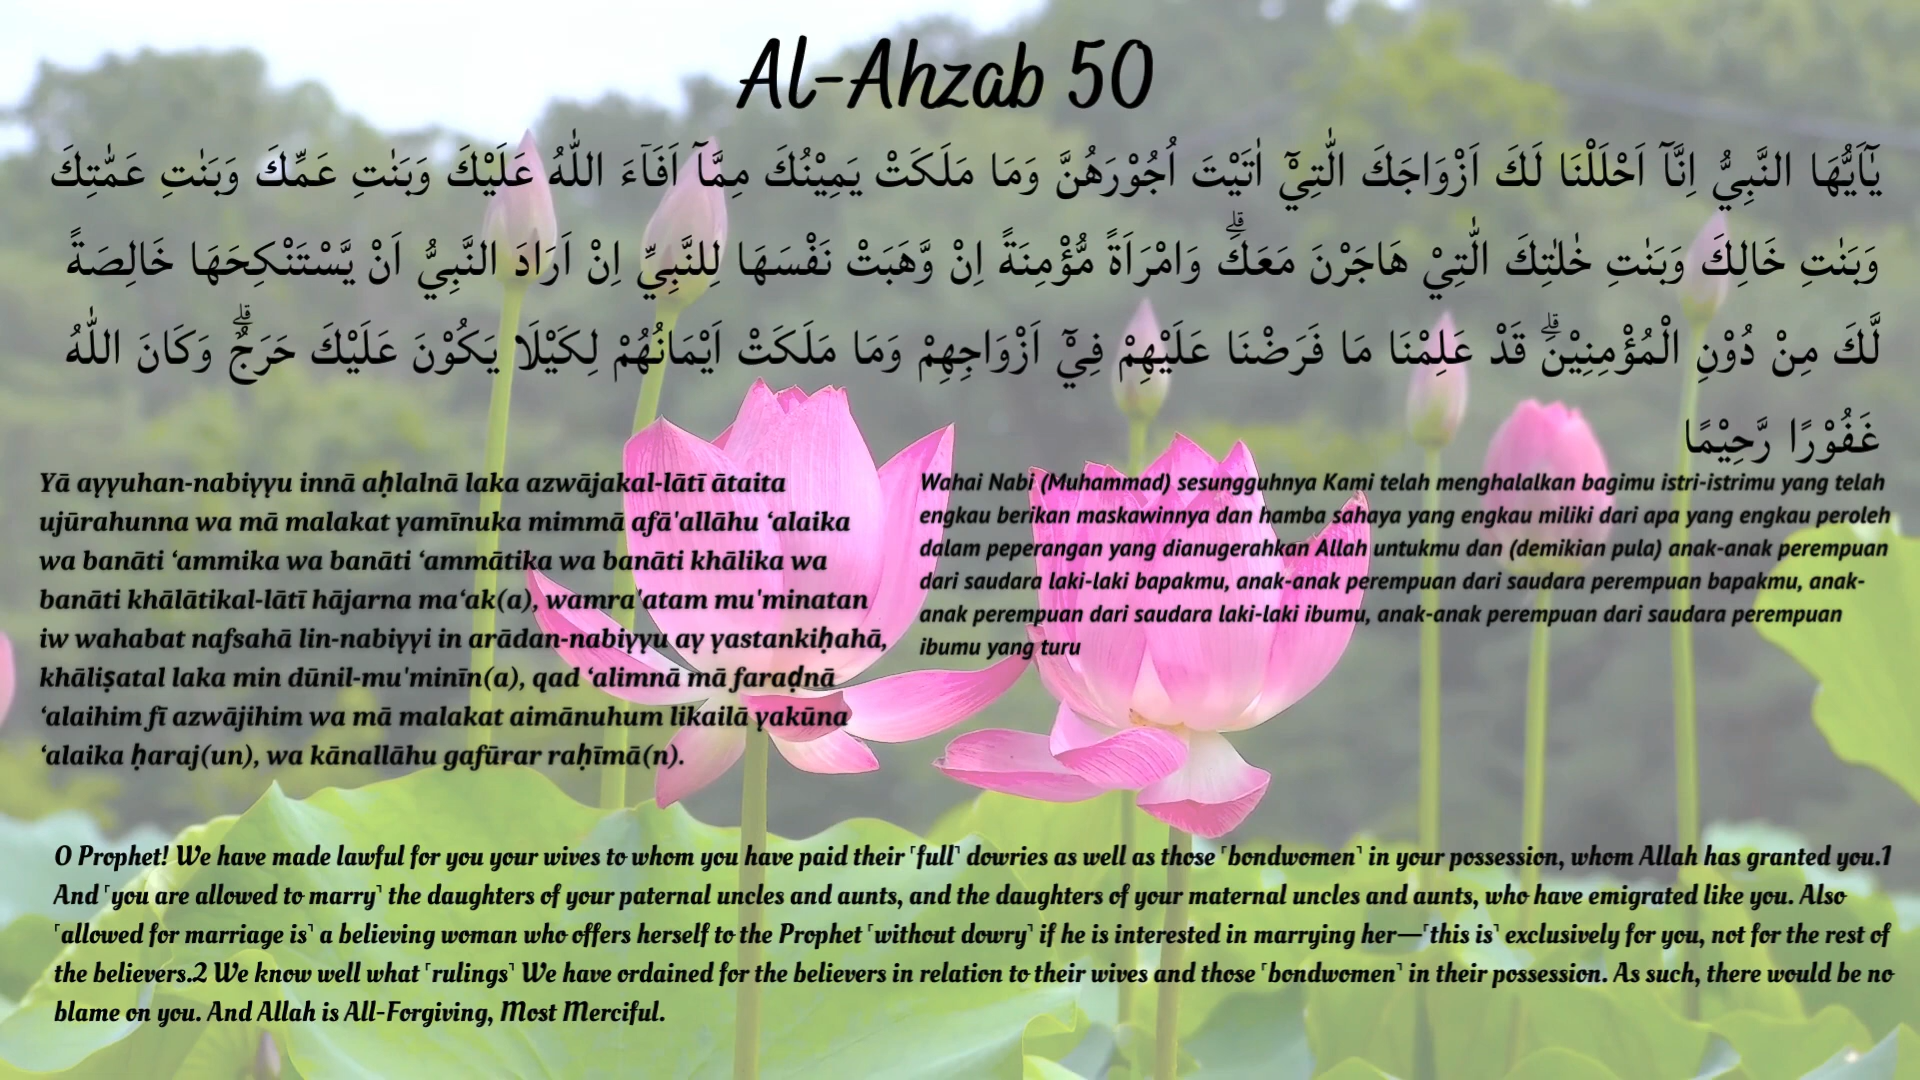 Al-Ahzab 50
يٰٓاَيُّهَا النَّبِيُّ اِنَّآ اَحْلَلْنَا لَكَ اَزْوَاجَكَ الّٰتِيْٓ اٰتَيْتَ اُجُوْرَهُنَّ وَمَا مَلَكَتْ يَمِيْنُكَ مِمَّآ اَفَاۤءَ اللّٰهُ عَلَيْكَ وَبَنٰتِ عَمِّكَ وَبَنٰتِ عَمّٰتِكَ
وَبَنٰتِ خَالِكَ وَبَنٰتِ خٰلٰتِكَ الّٰتِيْ هَاجَرْنَ مَعَكَۗ وَامْرَاَةً مُّؤْمِنَةً اِنْ وَّهَبَتْ نَفْسَهَا لِلنَّبِيِّ اِنْ اَرَادَ النَّبِيُّ اَنْ يَّسْتَنْكِحَهَا خَالِصَةً
لَّكَ مِنْ دُوْنِ الْمُؤْمِنِيْنَۗ قَدْ عَلِمْنَا مَا فَرَضْنَا عَلَيْهِمْ فِيْٓ اَزْوَاجِهِمْ وَمَا مَلَكَتْ اَيْمَانُهُمْ لِكَيْلَا يَكُوْنَ عَلَيْكَ حَرَجٌۗ وَكَانَ اللّٰهُ
غَفُوْرًا رَّحِيْمًا
Yā ayyuhan-nabiyyu innā aḥlalnā laka azwājakal-lātī ātaita
ujūrahunna wa mā malakat yamīnuka mimmā afā'allāhu ‘alaika
wa banāti ‘ammika wa banāti ‘ammātika wa banāti khālika wa
banāti khālātikal-lātī hājarna ma‘ak(a), wamra'atam mu'minatan
iw wahabat nafsahā lin-nabiyyi in arādan-nabiyyu ay yastankiḥahā,
khāliṣatal laka min dūnil-mu'minīn(a), qad ‘alimnā mā faraḍnā
‘alaihim fī azwājihim wa mā malakat aimānuhum likailā yakūna
‘alaika ḥaraj(un), wa kānallāhu gafūrar raḥīmā(n).
Wahai Nabi (Muhammad) sesungguhnya Kami telah menghalalkan bagimu istri-istrimu yang telah
engkau berikan maskawinnya dan hamba sahaya yang engkau miliki dari apa yang engkau peroleh
dalam peperangan yang dianugerahkan Allah untukmu dan (demikian pula) anak-anak perempuan
dari saudara laki-laki bapakmu, anak-anak perempuan dari saudara perempuan bapakmu, anak-
anak perempuan dari saudara laki-laki ibumu, anak-anak perempuan dari saudara perempuan
ibumu yang turu
O Prophet! We have made lawful for you your wives to whom you have paid their ˹full˺ dowries as well as those ˹bondwomen˺ in your possession, whom Allah has granted you.1
And ˹you are allowed to marry˺ the daughters of your paternal uncles and aunts, and the daughters of your maternal uncles and aunts, who have emigrated like you. Also
˹allowed for marriage is˺ a believing woman who offers herself to the Prophet ˹without dowry˺ if he is interested in marrying her—˹this is˺ exclusively for you, not for the rest of
the believers.2 We know well what ˹rulings˺ We have ordained for the believers in relation to their wives and those ˹bondwomen˺ in their possession. As such, there would be no
blame on you. And Allah is All-Forgiving, Most Merciful.